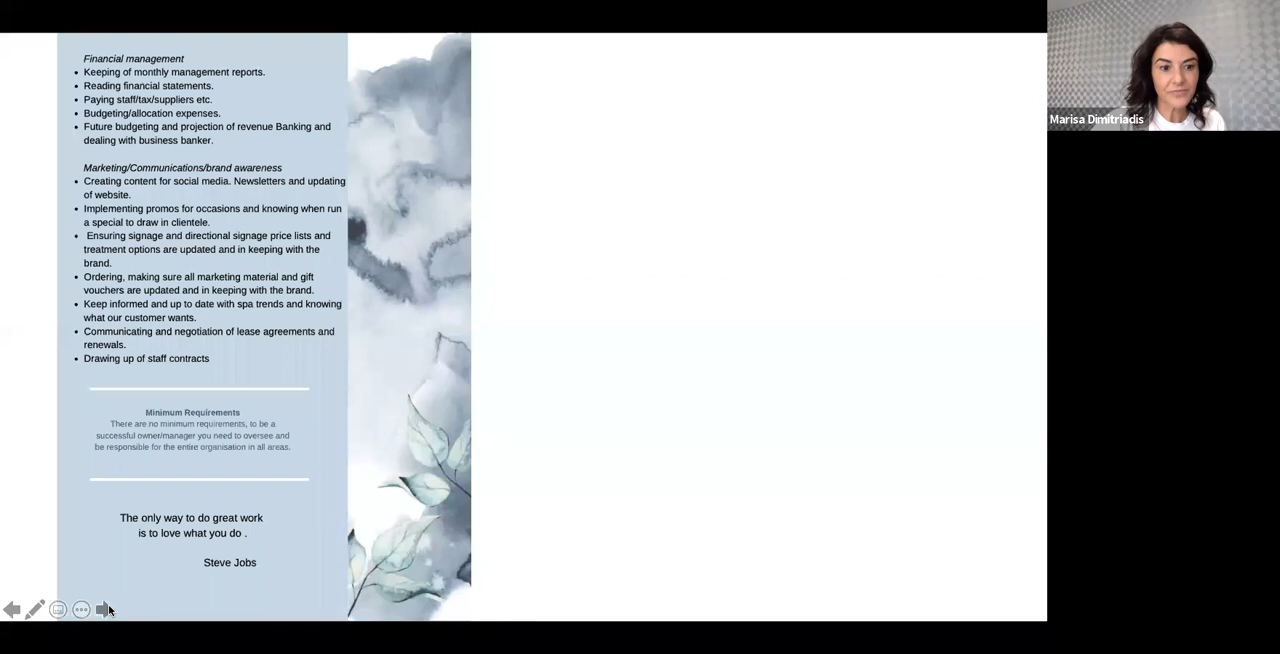 Financial management
• Keeping of monthly management reports.
• Reading financial statements.
• Paying staff/tax/suppliers etc.
• Budgeting/allocation expenses.
• Future budgeting and projection of revenue Banking and
dealing with business banker.
Marketing/Communications/brand awareness
• Creating content for social media. Newsletters and updating
of website.
• Implementing promos for occasions and knowing when run
a special to draw in clientele.
• Ensuring signage and directional signage price lists and
treatment options are updated and in keeping with the
brand.
• Ordering, making sure all marketing material and gift
vouchers are updated and in keeping with the brand.
• Keep informed and up to date with spa trends and knowing
what our customer wants.
• Communicating and negotiation of lease agreements and
renewals.
• Drawing up of staff contracts
Minimum Requirements
There are no minimum requirements, to be a
successful owner/manager you need to oversee and
be responsible for the entire organisation in all areas.
The only way to do great work
is to love what you do .
Steve Jobs
Marisa Dimitriadis